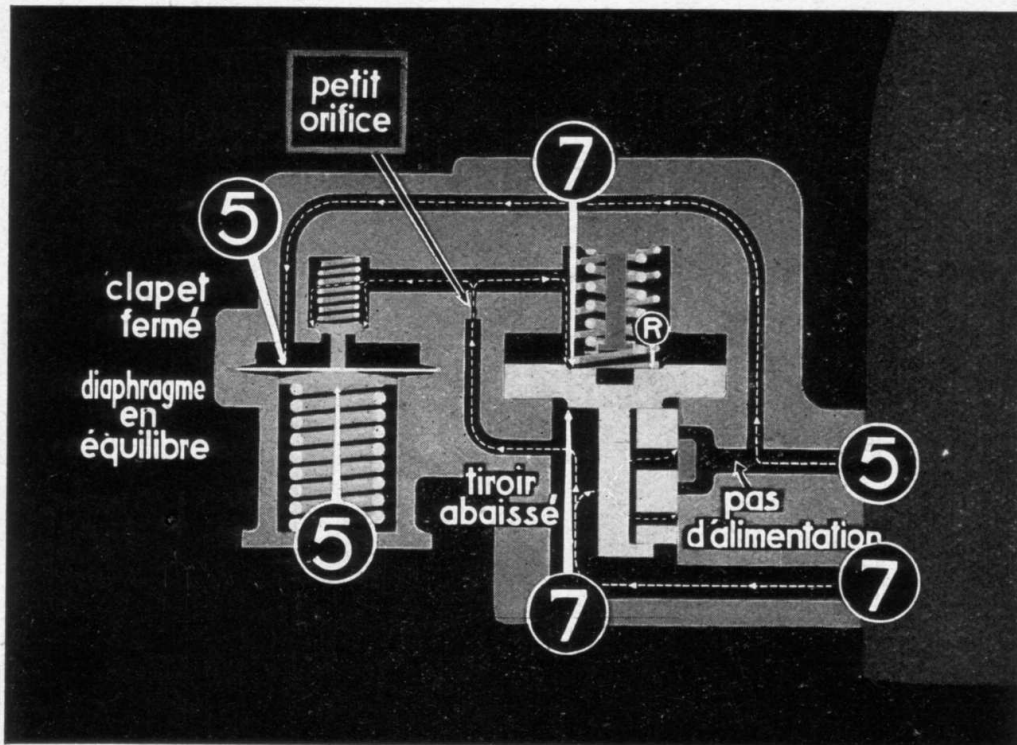 petit
orifice
7
5
clapet
fermé
R
diaphragme
en
équilibre
tiroir
abaissé
5
pas
d'alimentation
5
7
7